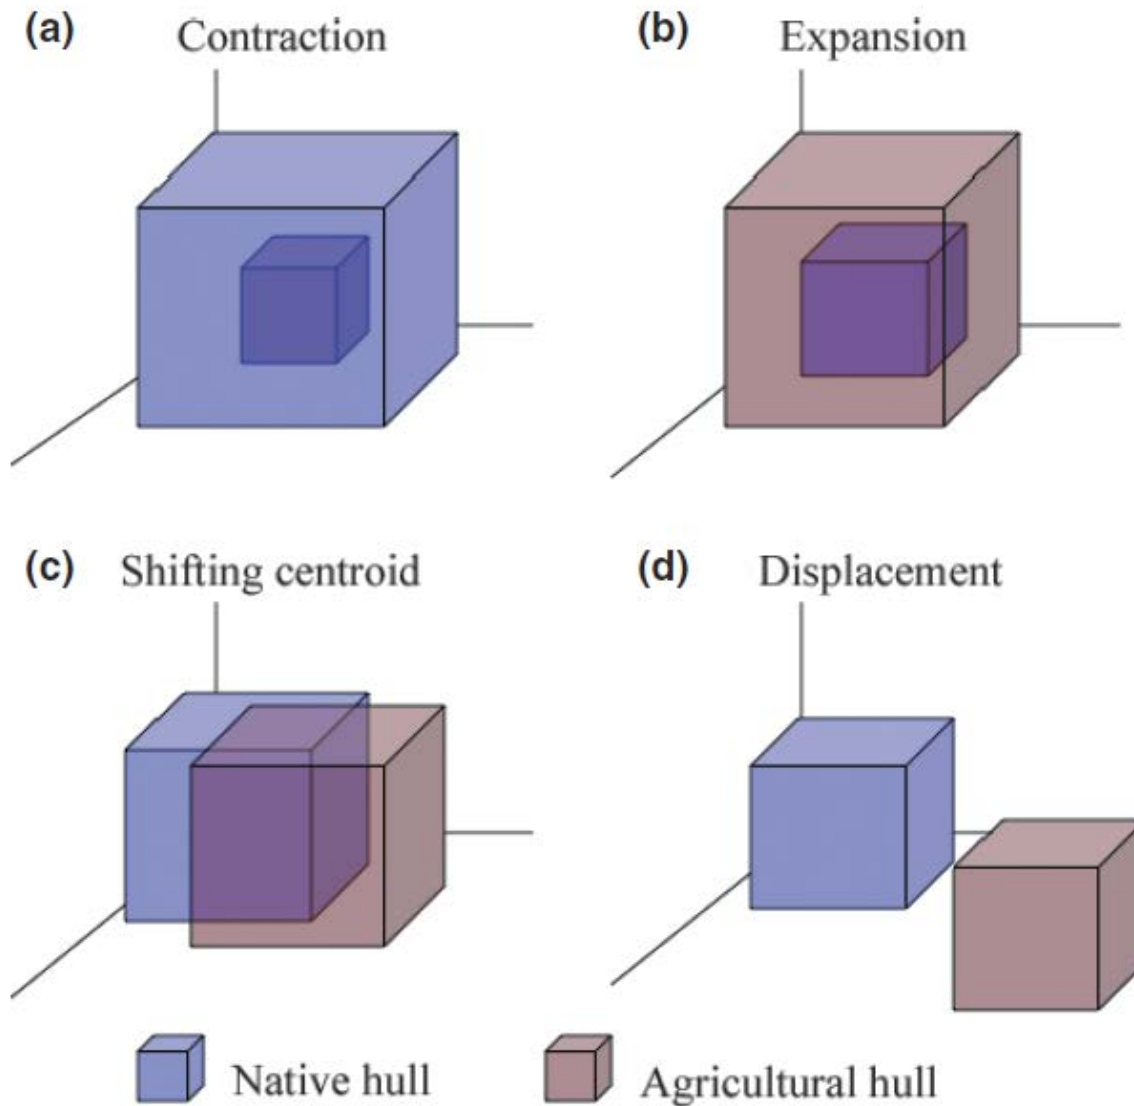 (a) Contraction
(b) Expansion
(c) Shifting centroid
(d) Displacement
Native hull
Agricultural hull